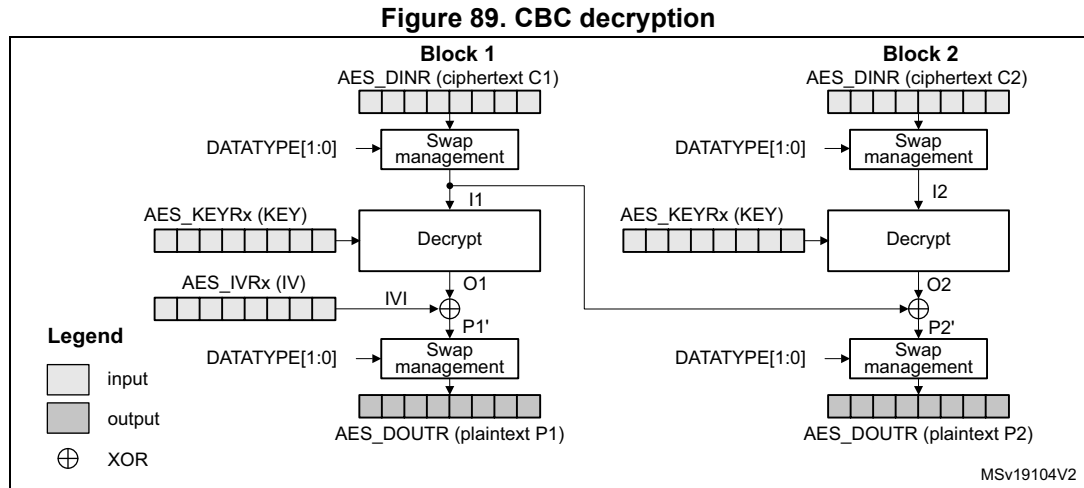 Figure 89. CBC decryption
Block 1
Block 2
AES_DINR (ciphertext C1)
AES_DINR (ciphertext C2)
DATATYPE[1:0]
Swap
management
DATATYPE[1:0]
Swap
management
I1
I2
AES_KEYRx (KEY)
Decrypt
AES_KEYRx (KEY)
Decrypt
AES_IVRx (IV)
IVI
O1
O2
P1'
P2'
Legend
input
output
XOR
DATATYPE[1:0]
Swap
management
DATATYPE[1:0]
Swap
management
AES_DOUTR (plaintext P1)
AES_DOUTR (plaintext P2)
MSv19104V2